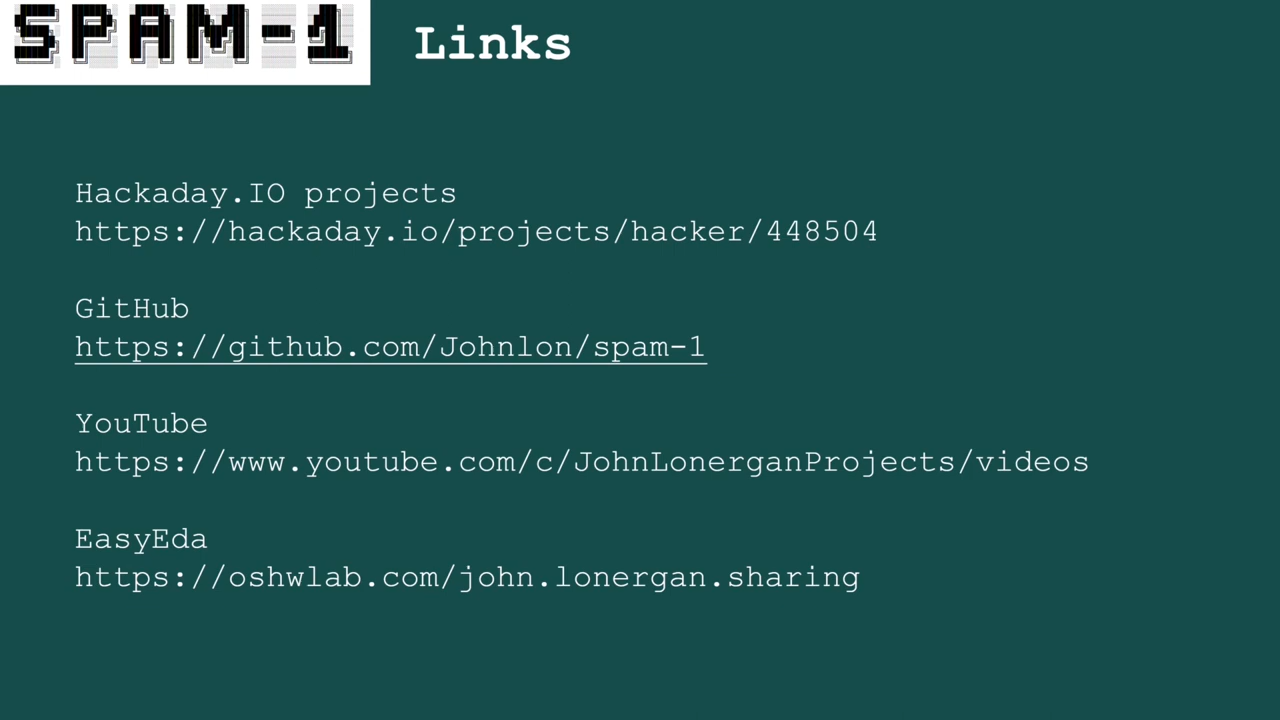 SPAM-1
Links
Hackaday.IO projects
https://hackaday.io/projects/hacker/448504
GitHub
https://github.com/Johnlon/spam-1
YouTube
https://www.youtube.com/c/JohnLonerganProjects/videos
EasyEda
https://oshwlab.com/john.lonergan.sharing